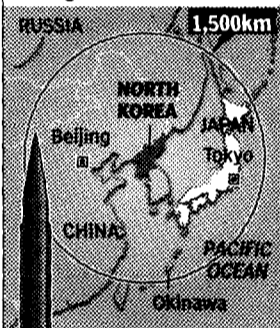 RUSSIA
1,500km
NORTH
KOREA
JAPAN
Beijing
Tokyo
CHINA
PACIFIC
OCEAN
Okinawa